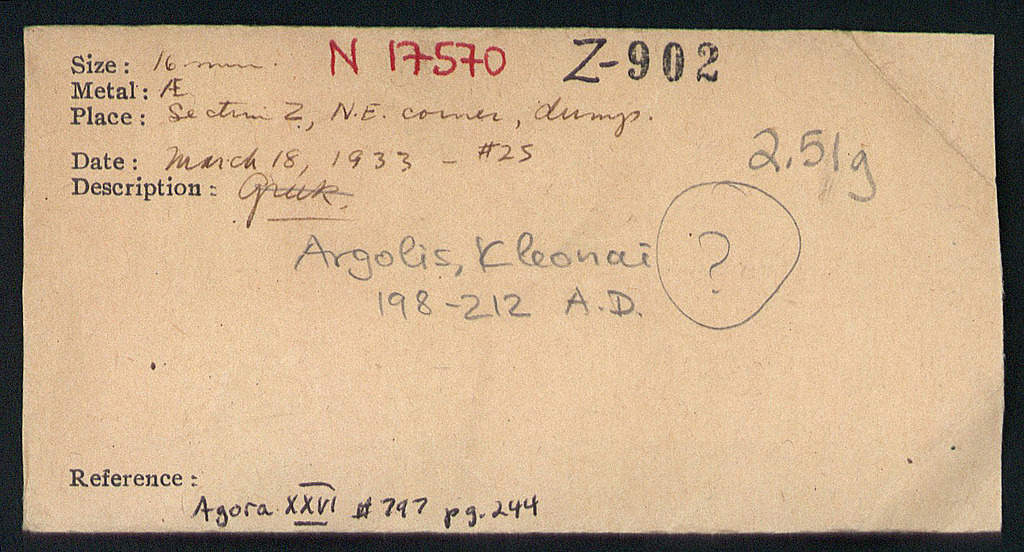 N 17570 Z-902
Size: 16 mm.
Metal: Æ
Place: Section Z, N.E. corner, dumps.
2.51g
Date: March 18, 1933 - #25
Description: Greek.
Argolis, Kleonai ?
198-212 A.D.
Reference:
Agora XXVI # 797 pg. 244